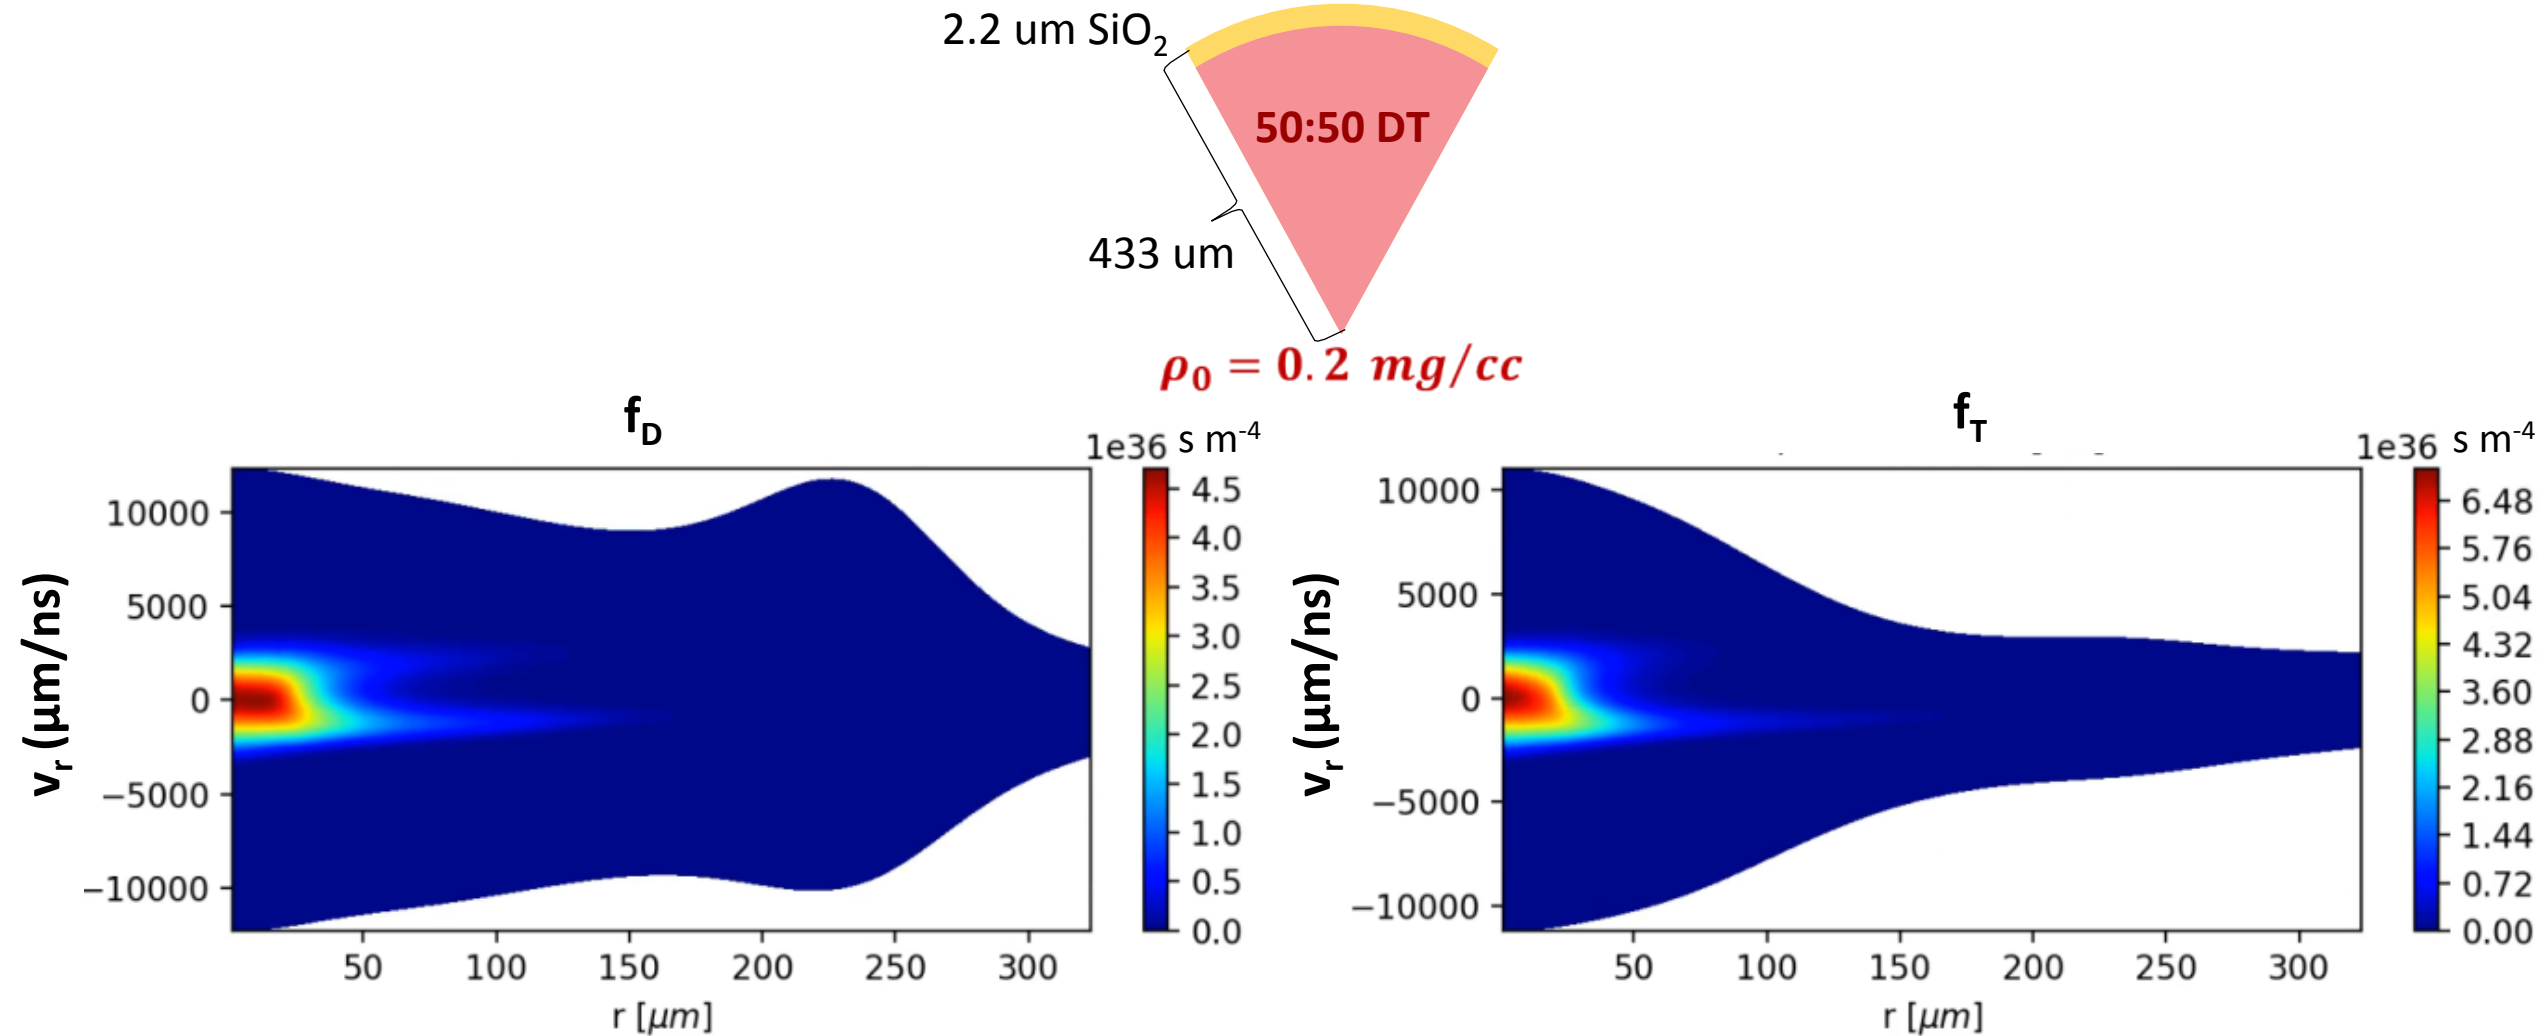 2.2 um SiO₂
50:50 DT
433 um
ρ₀ = 0.2 mg/cc
f_D
1e36 s m⁻⁴
v_r (μm/ns)
10000
5000
0
−5000
−10000
50 100 150 200 250 300
r [μm]
4.5
4.0
3.5
3.0
2.5
2.0
1.5
1.0
0.5
0.0
f_T
1e36 s m⁻⁴
v_r (μm/ns)
10000
5000
0
−5000
−10000
50 100 150 200 250 300
r [μm]
6.48
5.76
5.04
4.32
3.60
2.88
2.16
1.44
0.72
0.00